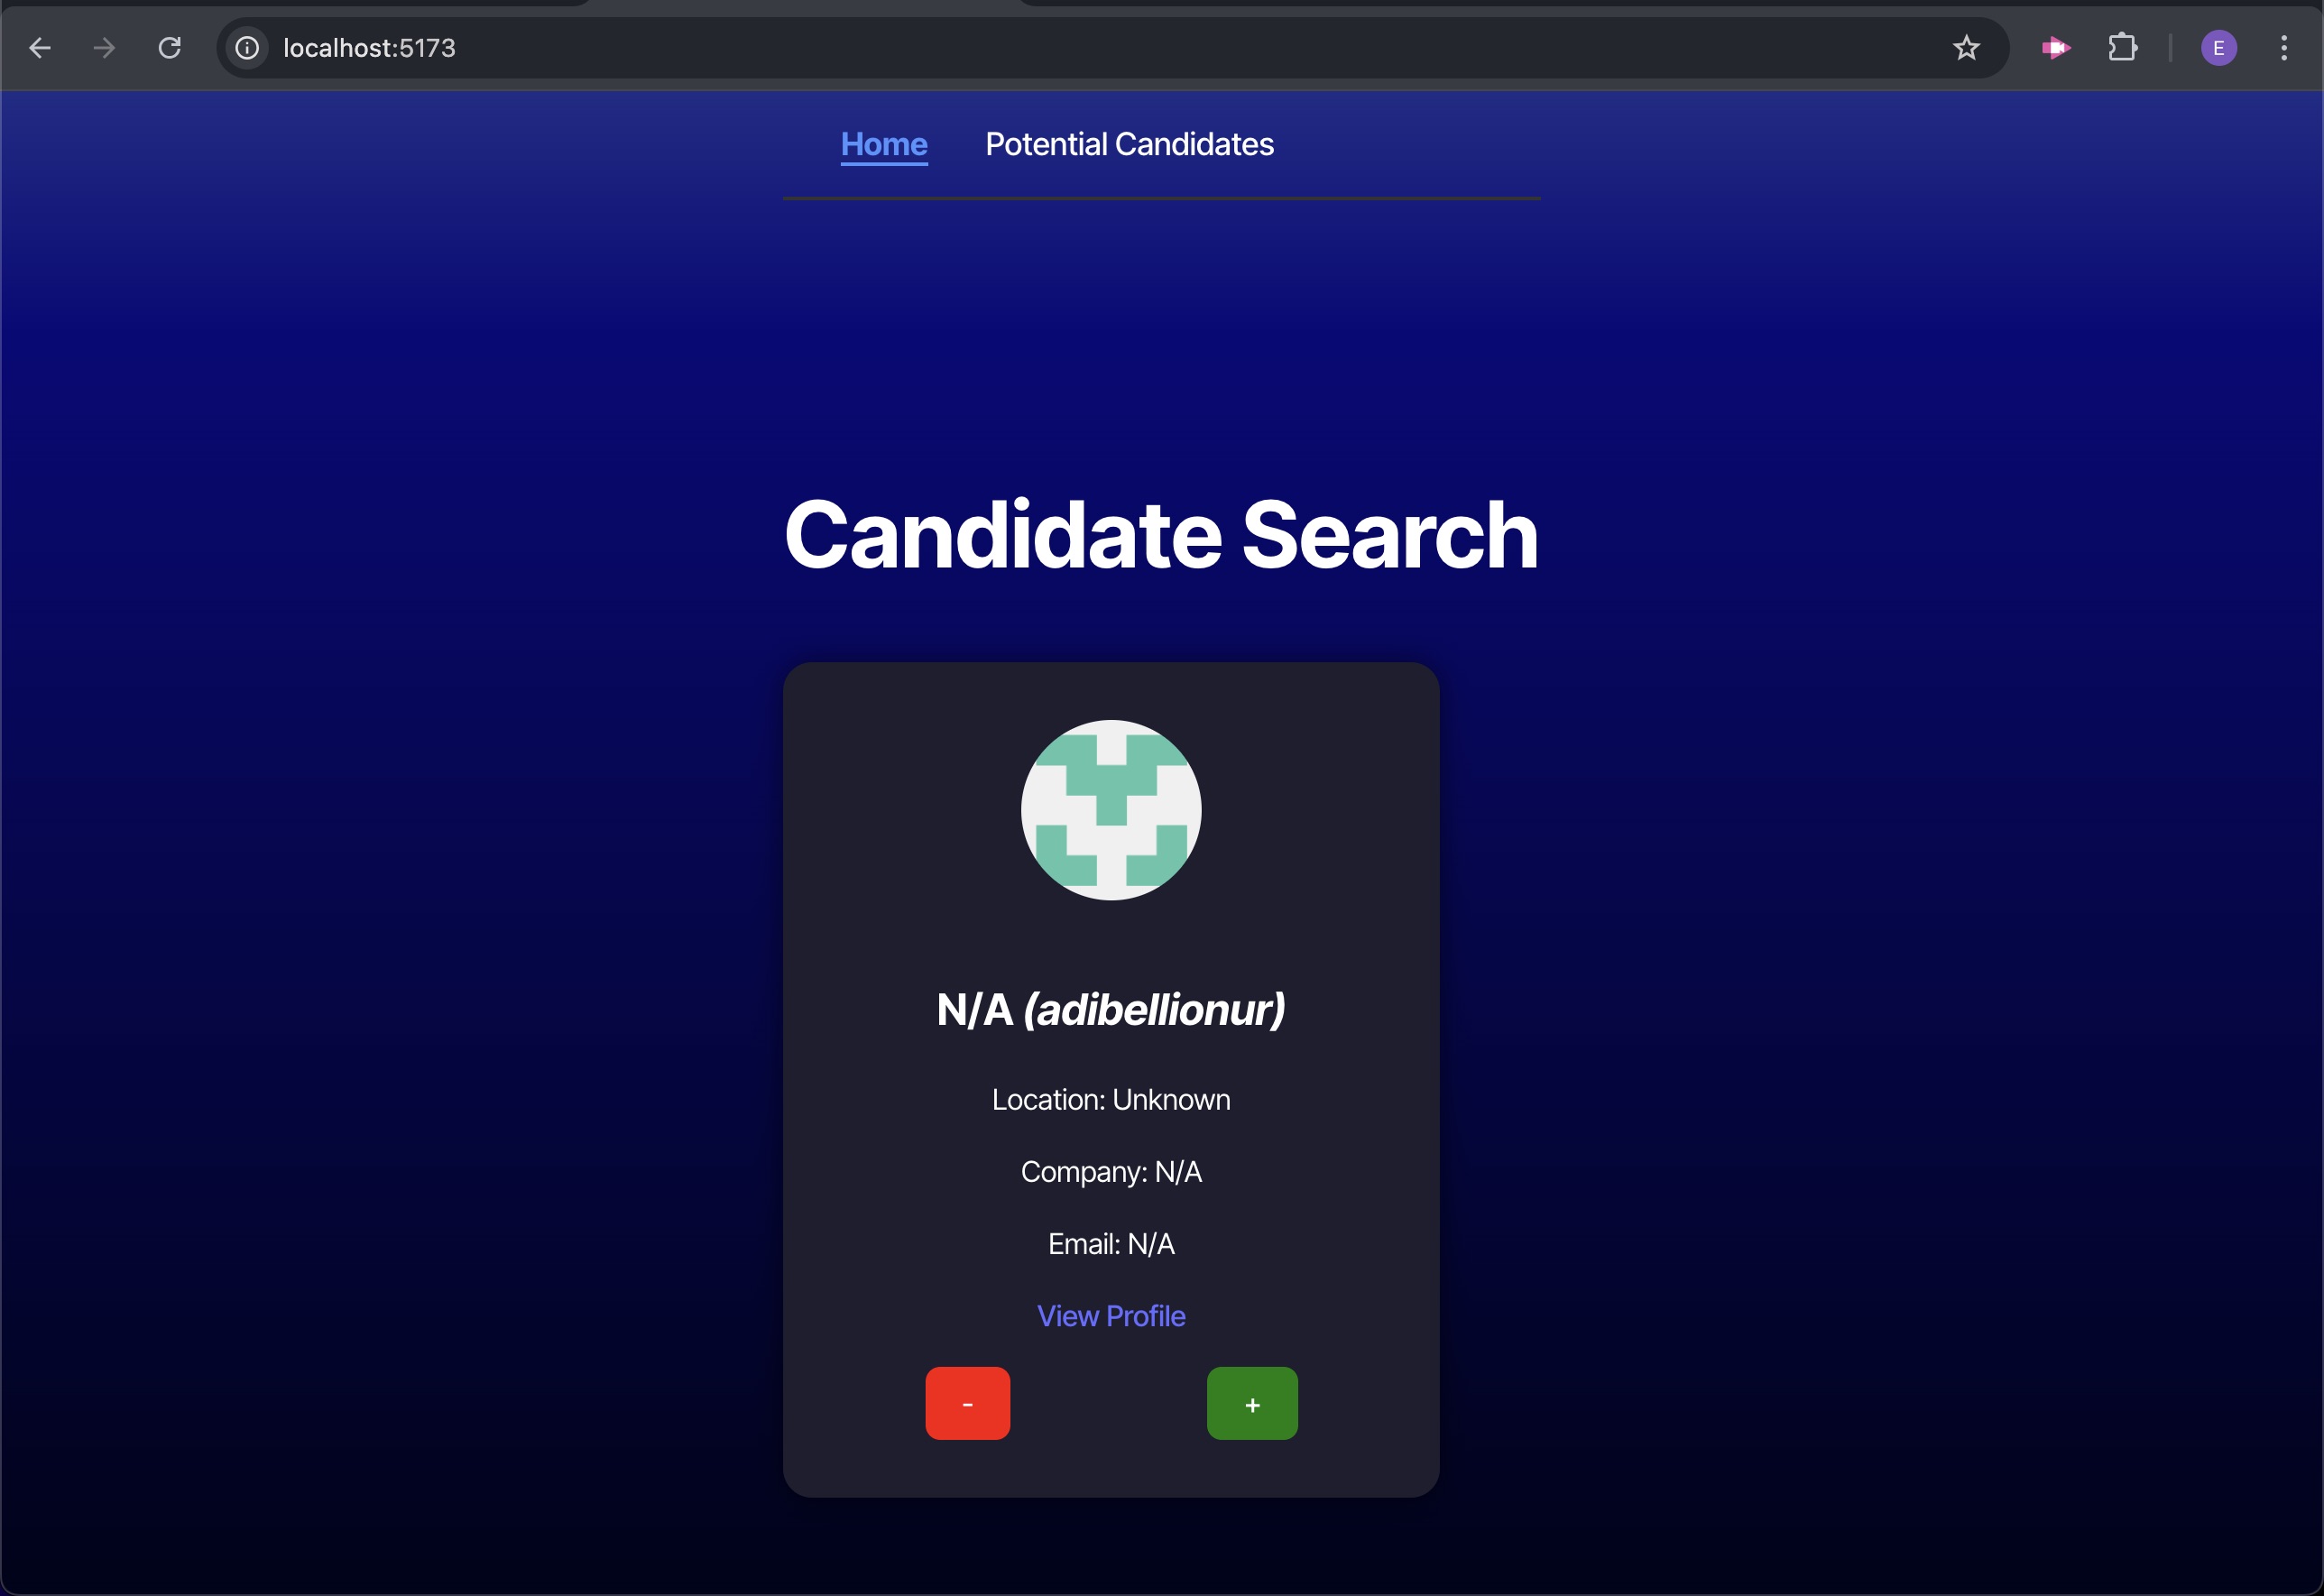 localhost:5173
E
Home Potential Candidates
Candidate Search
N/A (adibellionur)
Location: Unknown
Company: N/A
Email: N/A
View Profile
- +